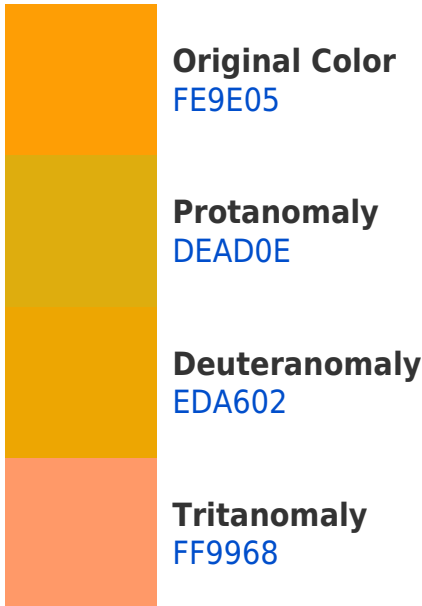 Original Color
FE9E05
Protanomaly
DEAD0E
Deuteranomaly
EDA602
Tritanomaly
FF9968